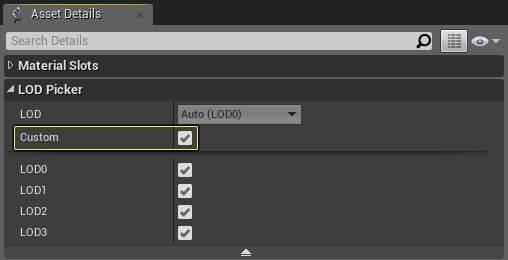 Asset Details
Search Details
Material Slots
LOD Picker
LOD Auto (LOD0)
Custom
LOD0
LOD1
LOD2
LOD3